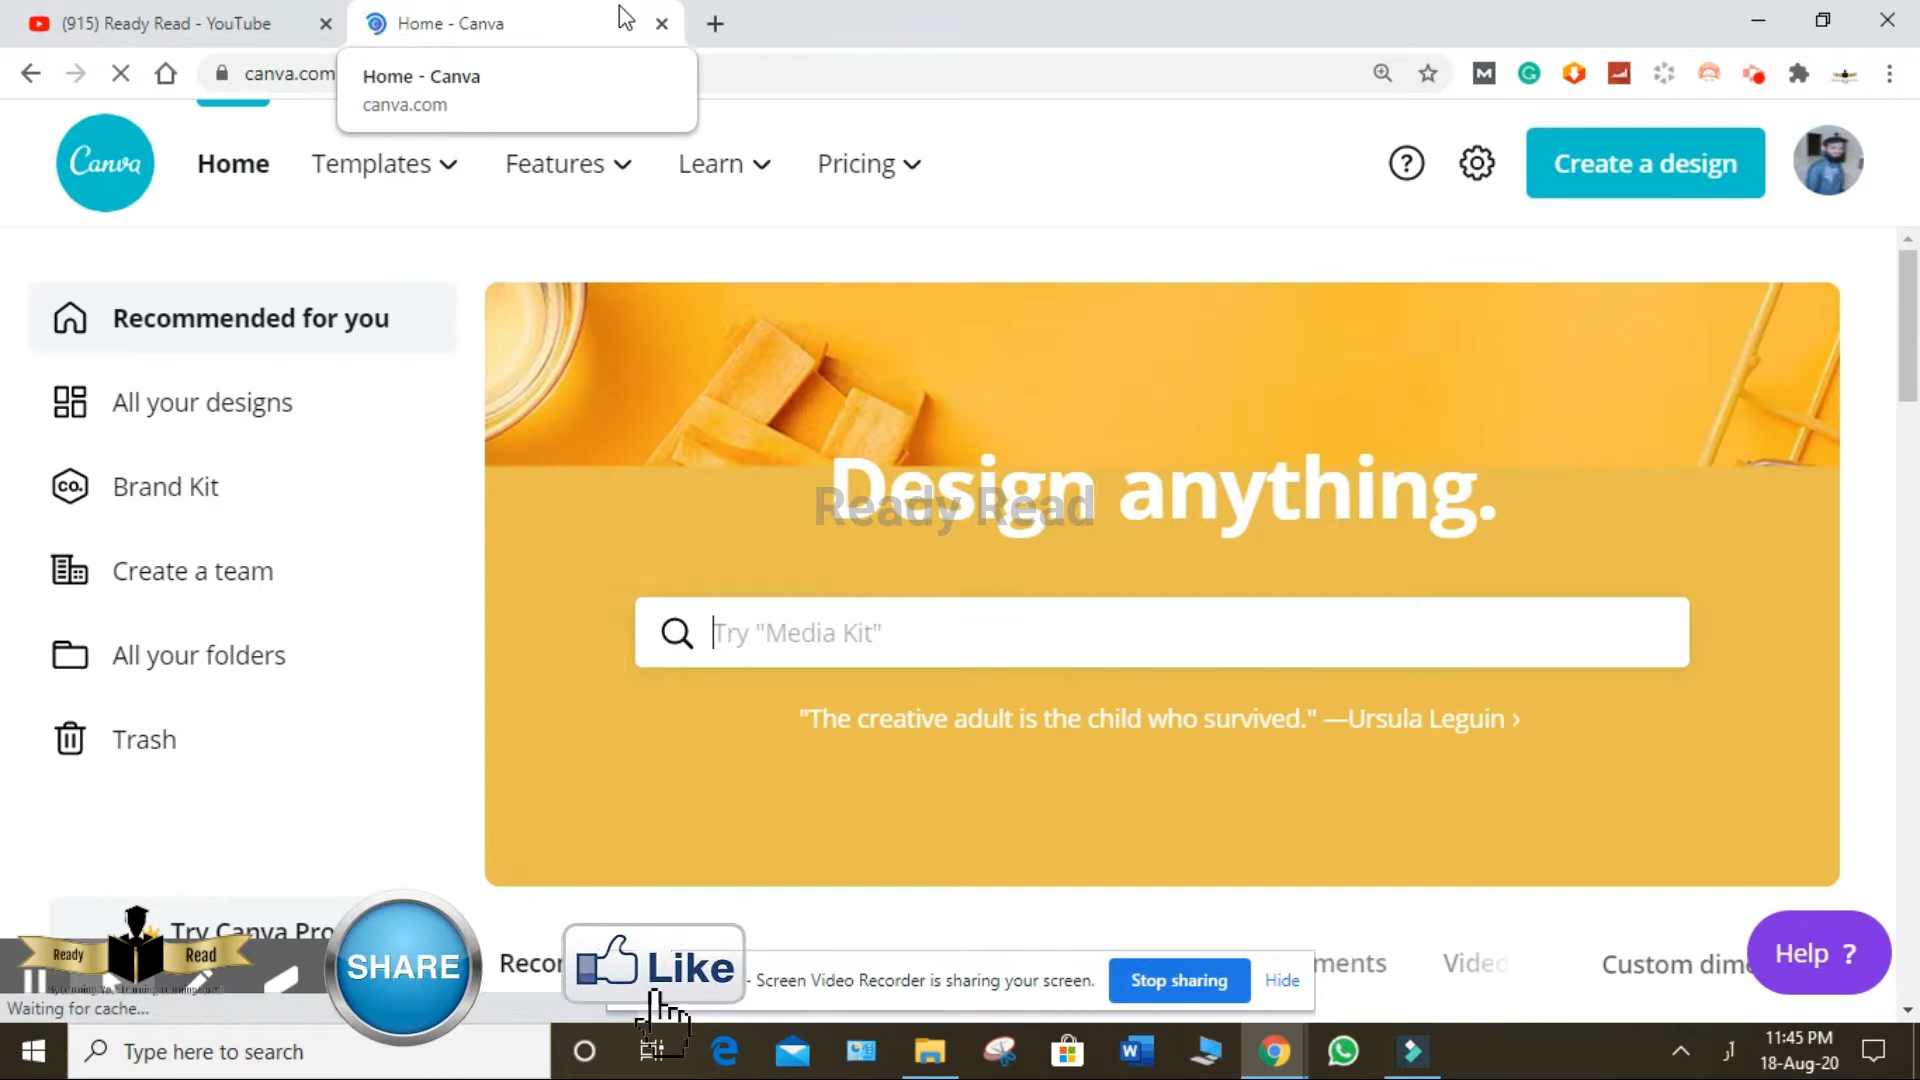 (915) Ready Read - YouTube
Home - Canva
canva.com
Home - Canva
canva.com
Canva
Home
Templates
Features
Learn
Pricing
?
Create a design
Recommended for you
All your designs
CO.
Brand Kit
Create a team
All your folders
Trash
Try Canva Pro
Design anything.
Ready Read
Try "Media Kit"
"The creative adult is the child who survived." —Ursula Leguin ›
Ready
Read
SHARE
Recor
Like
- Screen Video Recorder is sharing your screen.
Stop sharing
Hide
ments
Video
Custom dime
Help ?
Waiting for cache...
Type here to search
11:45 PM
18-Aug-20